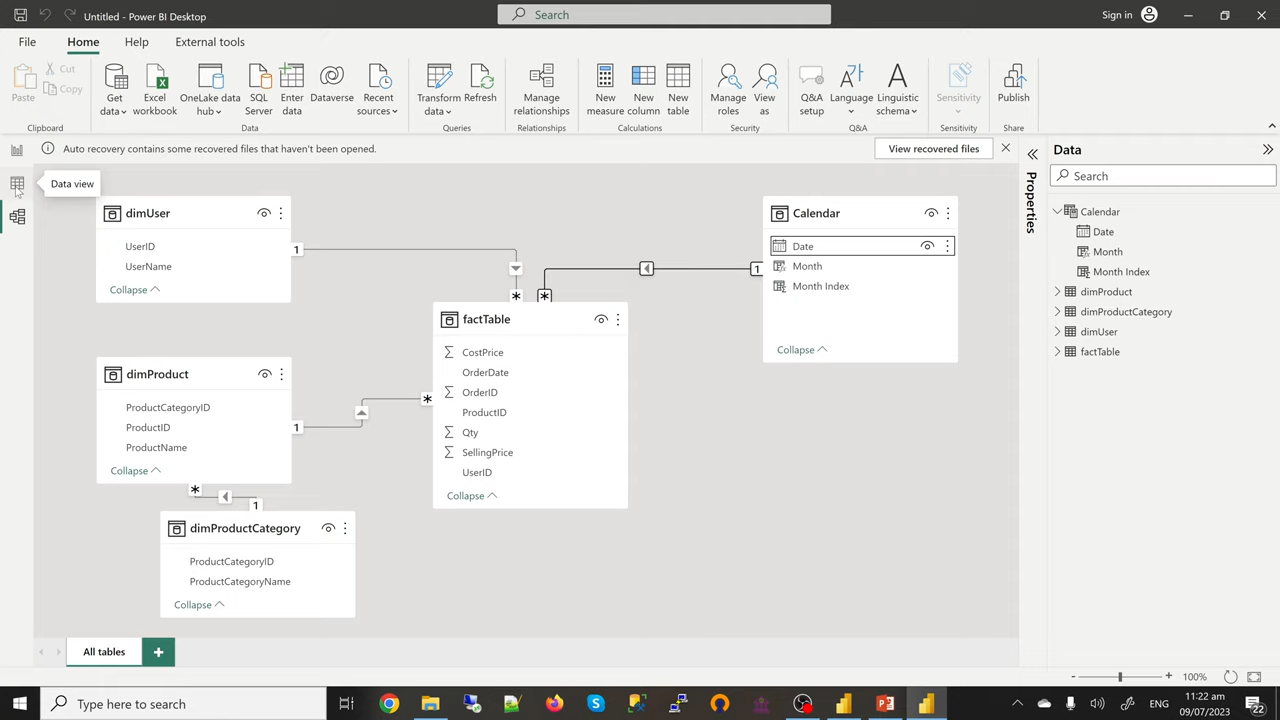 Untitled - Power BI Desktop
Search
Sign in
File
Home
Help
External tools
Paste
Cut
Copy
Get data
Excel workbook
OneLake data hub
SQL Server
Enter data
Dataverse
Recent sources
Transform data
Refresh
Manage relationships
New measure
New column
New table
Manage roles
View as
Q&A setup
Language
Linguistic schema
Sensitivity
Publish
Clipboard
Data
Queries
Relationships
Calculations
Security
Q&A
Sensitivity
Share
Auto recovery contains some recovered files that haven't been opened.
View recovered files
Data view
dimUser
UserID
UserName
Collapse
1
*
dimProduct
ProductCategoryID
ProductID
ProductName
Collapse
1
*
*
1
dimProductCategory
ProductCategoryID
ProductCategoryName
Collapse
factTable
CostPrice
OrderDate
OrderID
ProductID
Qty
SellingPrice
UserID
Collapse
*
1
Calendar
Date
Month
Month Index
Collapse
Properties
Data
Search
Calendar
Date
Month
Month Index
dimProduct
dimProductCategory
dimUser
factTable
All tables
+
- + 100%
Type here to search
11:22 am
09/07/2023
22